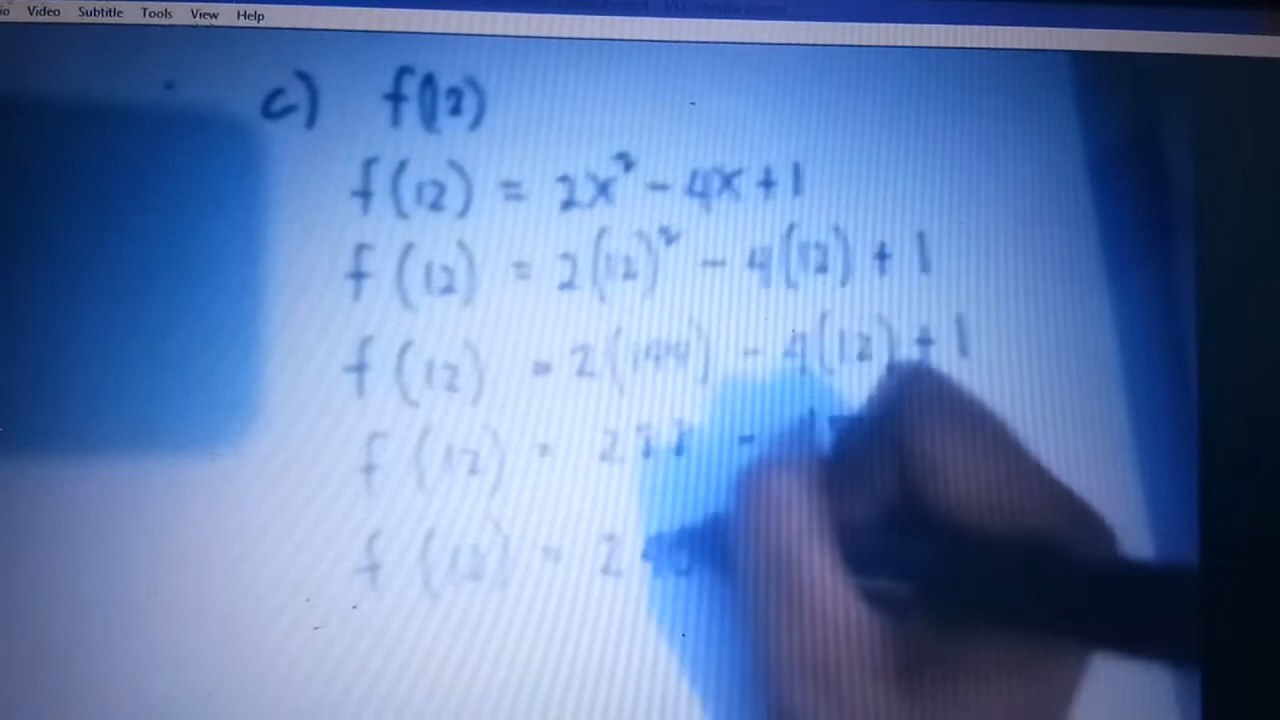 Video Subtitle Tools View Help
c) f(12)
f(12) = 2x² - 4x + 1
f(12) = 2(12)² - 4(12) + 1
f(12) = 2(144) - 4(12) + 1
f(12) = 288 -
f(12) = 2